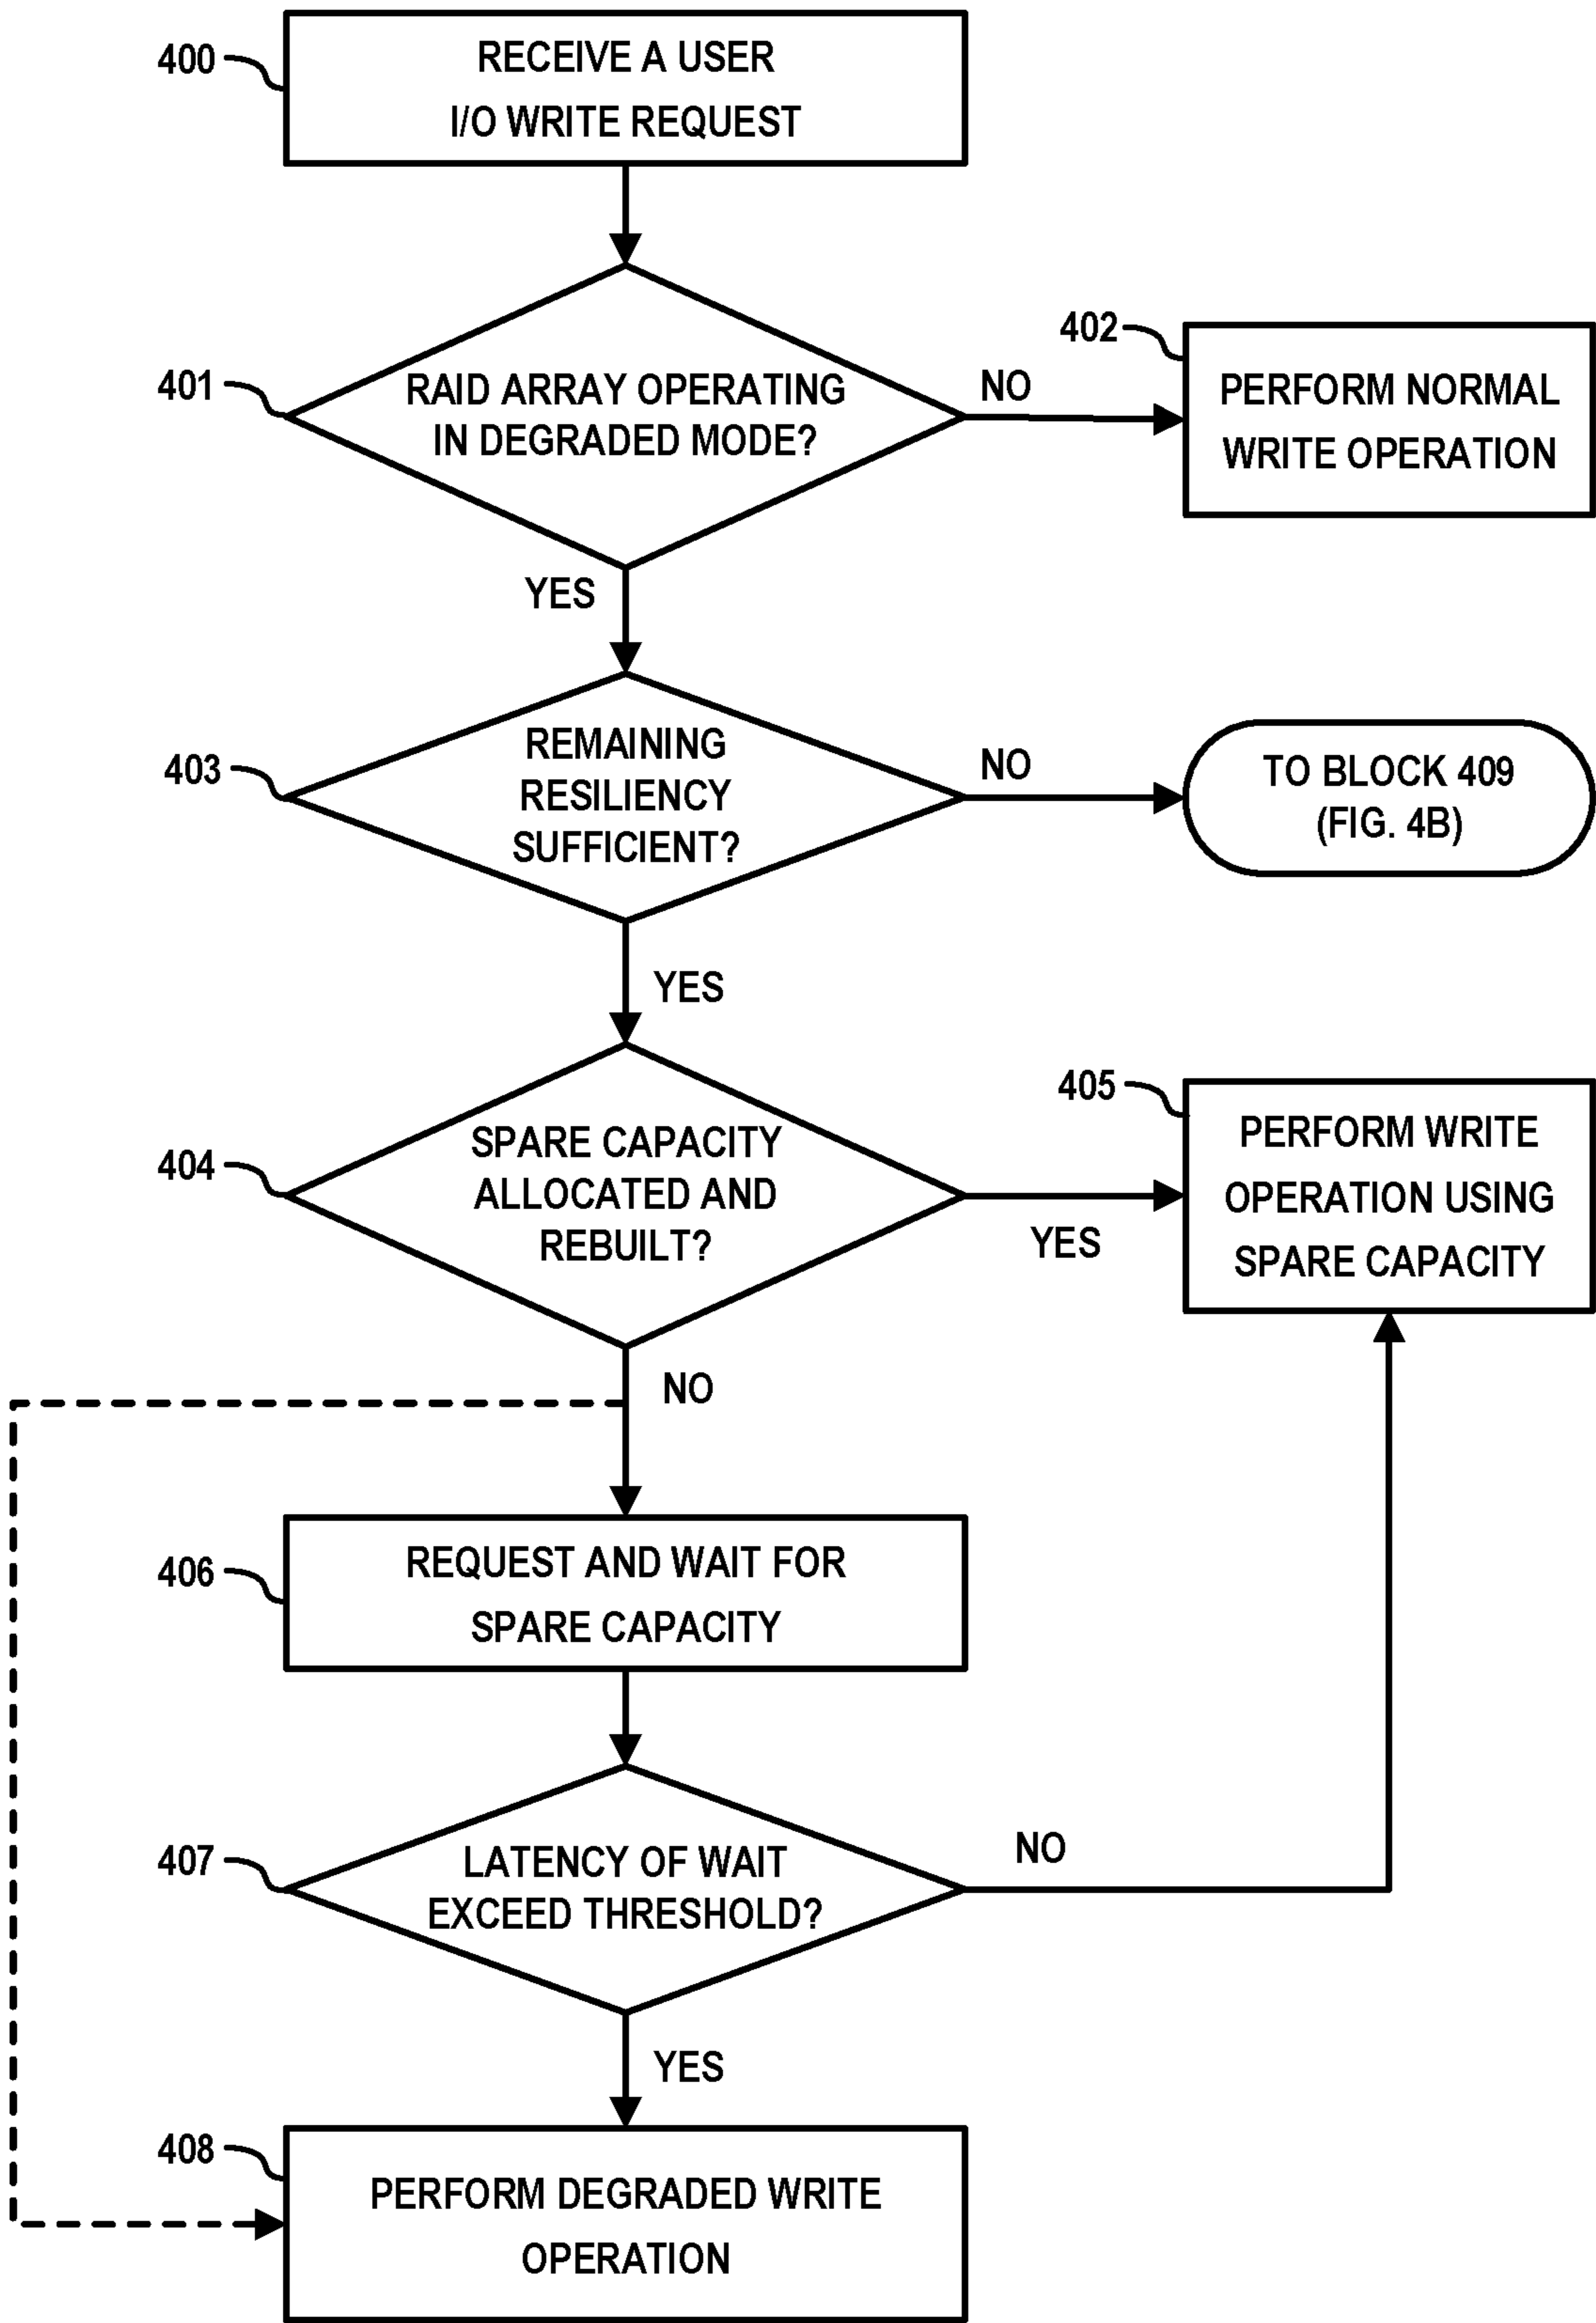 400
RECEIVE A USER
I/O WRITE REQUEST
401
RAID ARRAY OPERATING
IN DEGRADED MODE?
NO
402
PERFORM NORMAL
WRITE OPERATION
YES
403
REMAINING
RESILIENCY
SUFFICIENT?
NO
TO BLOCK 409
(FIG. 4B)
YES
404
SPARE CAPACITY
ALLOCATED AND
REBUILT?
YES
405
PERFORM WRITE
OPERATION USING
SPARE CAPACITY
NO
406
REQUEST AND WAIT FOR
SPARE CAPACITY
407
LATENCY OF WAIT
EXCEED THRESHOLD?
NO
YES
408
PERFORM DEGRADED WRITE
OPERATION